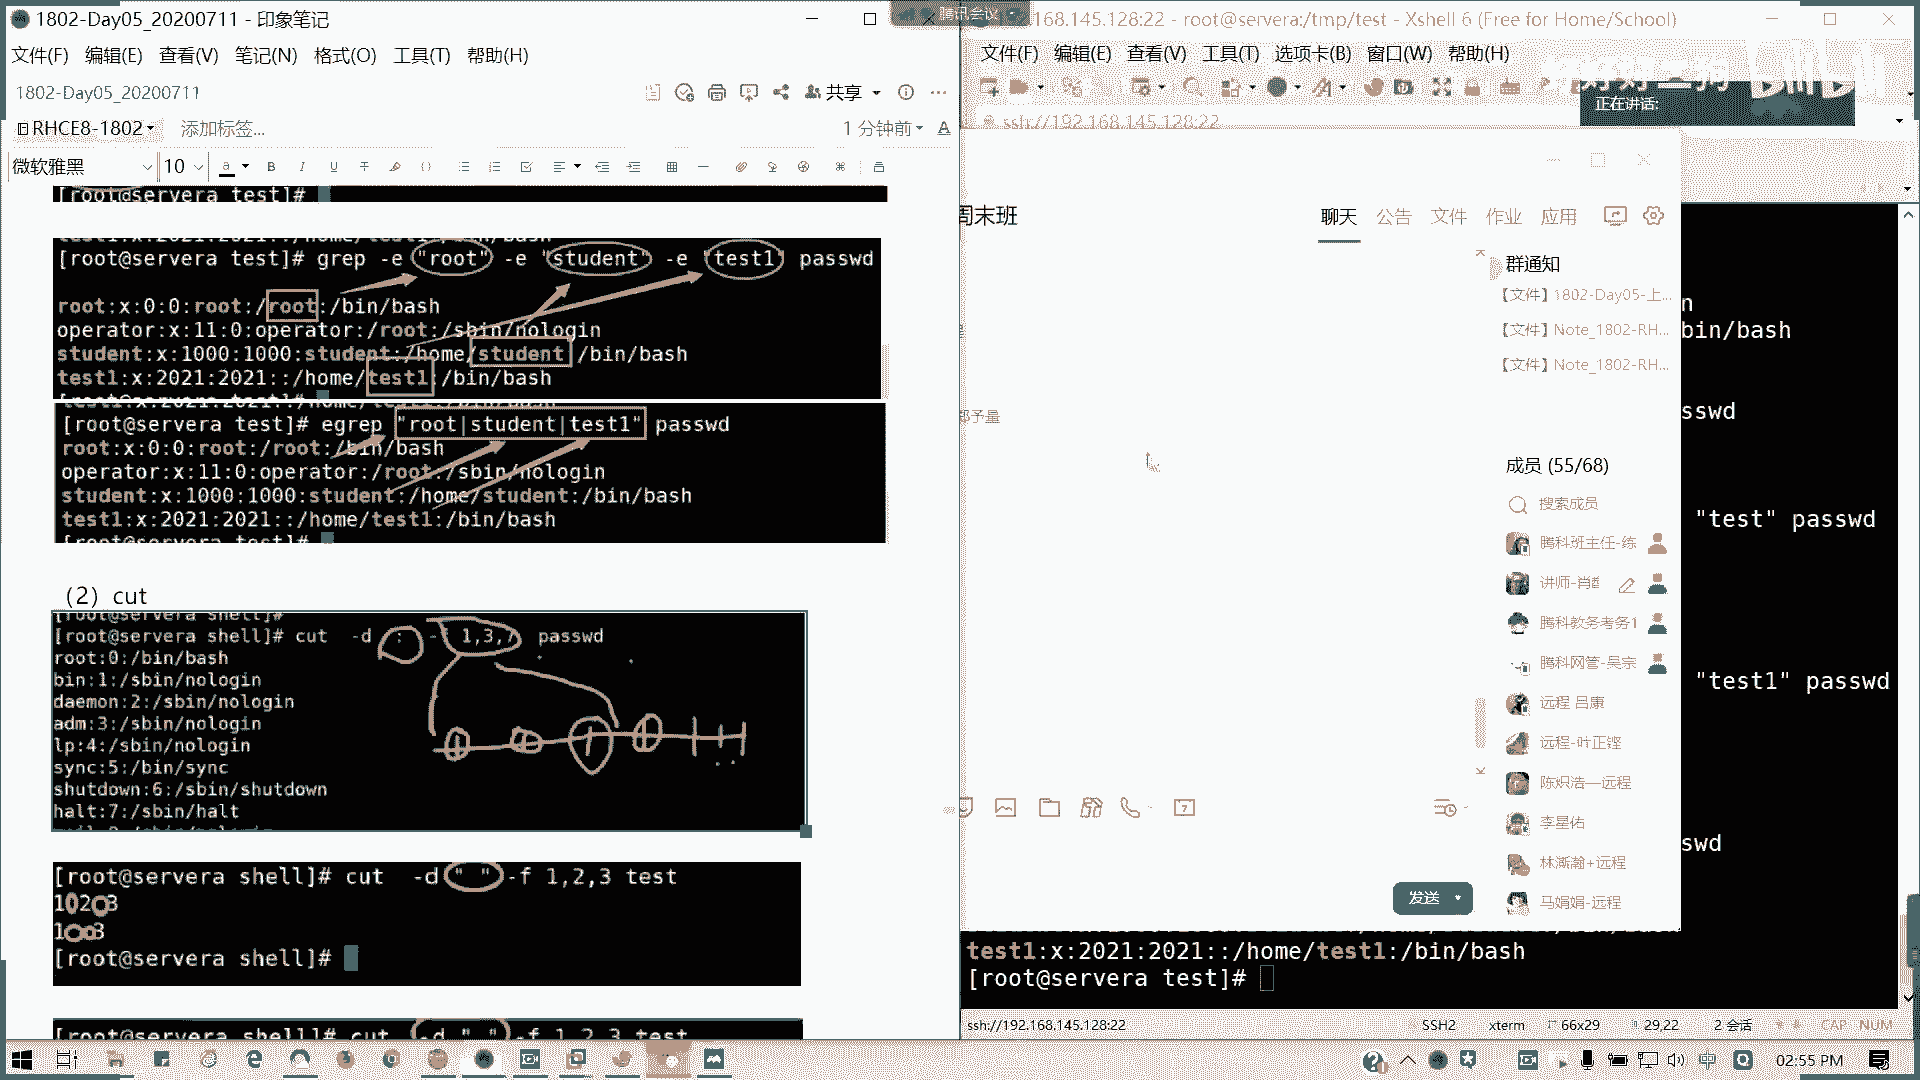 1802-Day05_20200711 - 印象笔记
文件(F) 编辑(E) 查看(V) 笔记(N) 格式(O) 工具(T) 帮助(H)
1802-Day05_20200711
共享
RHCE8-1802
添加标签...
1 分钟前
微软雅黑 10
[root@servera test]#
[root@servera test]# grep -e "root" -e "student" -e "test1" passwd
root:x:0:0:root:/root:/bin/bash
operator:x:11:0:operator:/root:/sbin/nologin
student:x:1000:1000:student:/home/student:/bin/bash
test1:x:2021:2021::/home/test1:/bin/bash
[root@servera test]# egrep "root|student|test1" passwd
root:x:0:0:root:/root:/bin/bash
operator:x:11:0:operator:/root:/sbin/nologin
student:x:1000:1000:student:/home/student:/bin/bash
test1:x:2021:2021::/home/test1:/bin/bash
[root@servera test]#
（2）cut
[root@servera shell]#
[root@servera shell]# cut -d : -f 1,3,7 passwd
root:0:/bin/bash
bin:1:/sbin/nologin
daemon:2:/sbin/nologin
adm:3:/sbin/nologin
lp:4:/sbin/nologin
sync:5:/bin/sync
shutdown:6:/sbin/shutdown
halt:7:/sbin/halt
[root@servera shell]# cut -d " " -f 1,2,3 test
[root@servera shell]#
[root@servera shell]# cut -d " " -f 1,2,3 test
腾讯会议
168.145.128:22 - root@servera:/tmp/test - Xshell 6 (Free for Home/School)
文件(F) 编辑(E) 查看(V) 工具(T) 选项卡(B) 窗口(W) 帮助(H)
正在讲话:
ssh://192.168.145.128:22
周末班
聊天 公告 文件 作业 应用
群通知
【文件】1802-Day05-上...
【文件】Note_1802-RH...
【文件】Note_1802-RH...
成员 (55/68)
搜索成员
腾科班主任-练
腾科教务考务1
腾科网管-吴宗
远程 吕康
远程-叶正铿
陈炽浩—远程
李星佑
马娟娟-远程
发送
n
bin/bash
sswd
"test" passwd
"test1" passwd
swd
test1:x:2021:2021::/home/test1:/bin/bash
[root@servera test]#
ssh://192.168.145.128:22 SSH2 xterm 66x29 29,22 2 会话 CAP NUM
中 02:55 PM